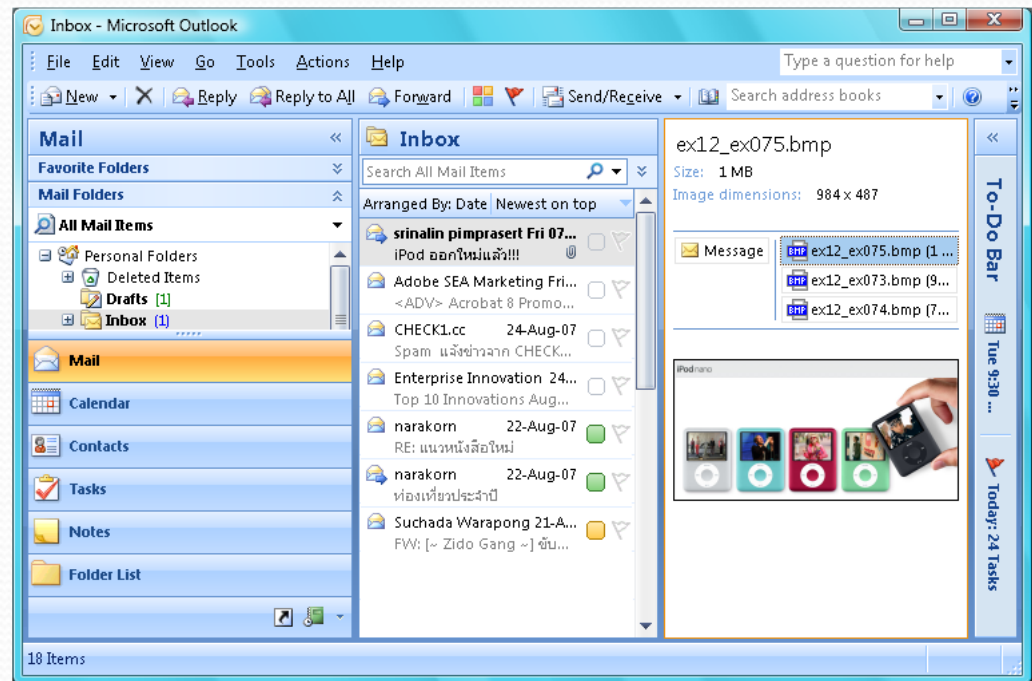 Inbox - Microsoft Outlook
File Edit View Go Tools Actions Help Type a question for help
New Reply Reply to All Forward Send/Receive Search address books
Mail
Favorite Folders
Mail Folders
All Mail Items
Personal Folders
Deleted Items
Drafts [1]
Inbox (1)
Mail
Calendar
Contacts
Tasks
Notes
Folder List
Inbox
Search All Mail Items
Arranged By: Date Newest on top
srinalin pimprasert Fri 07...
iPod ออกใหม่แล้ว!!!
Adobe SEA Marketing Fri...
<ADV> Acrobat 8 Promo...
CHECK1.cc 24-Aug-07
Spam แจ้งข่าวจาก CHECK...
Enterprise Innovation 24...
Top 10 Innovations Aug...
narakorn 22-Aug-07
RE: แนวหนังสือใหม่
narakorn 22-Aug-07
ท่องเที่ยวประจำปี
Suchada Warapong 21-A...
FW: [~ Zido Gang ~] ขับ...
ex12_ex075.bmp
Size: 1 MB
Image dimensions: 984 x 487
Message ex12_ex075.bmp (1 ...
ex12_ex073.bmp (9...
ex12_ex074.bmp (7...
iPod nano
To-Do Bar
Tue 9:30 ...
Today: 24 Tasks
18 Items